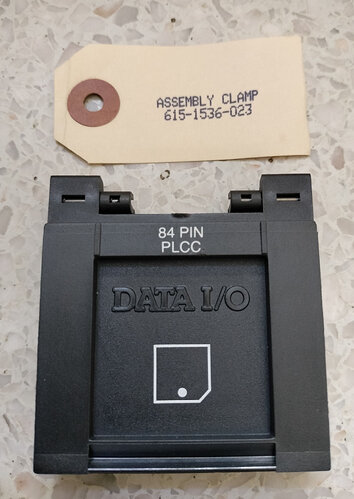 ASSEMBLY CLAMP
615-1536-023
84 PIN
PLCC
DATA I/O